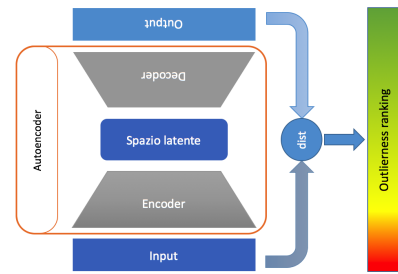 Output
Decoder
Autoencoder
Spazio latente
dist
Outlierness ranking
Encoder
Input